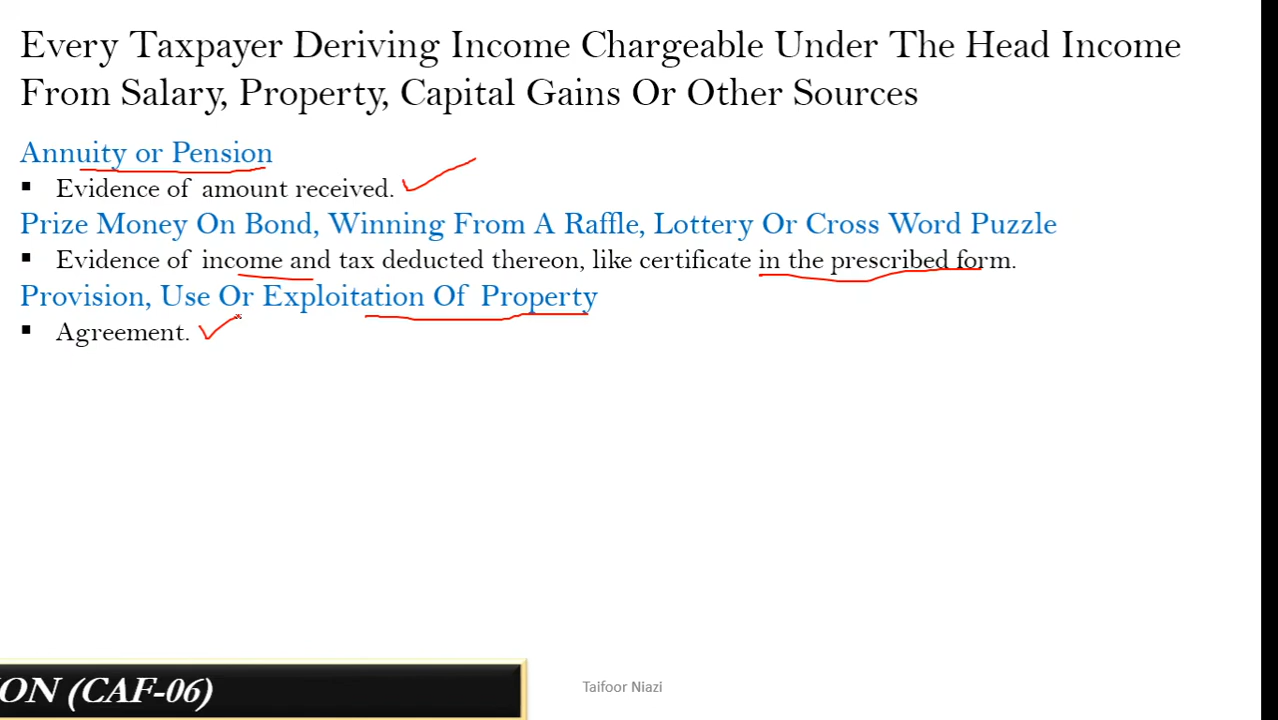 Every Taxpayer Deriving Income Chargeable Under The Head Income
From Salary, Property, Capital Gains Or Other Sources
Annuity or Pension
▪ Evidence of amount received.
Prize Money On Bond, Winning From A Raffle, Lottery Or Cross Word Puzzle
▪ Evidence of income and tax deducted thereon, like certificate in the prescribed form.
Provision, Use Or Exploitation Of Property
▪ Agreement.
ON (CAF-06)
Taifoor Niazi